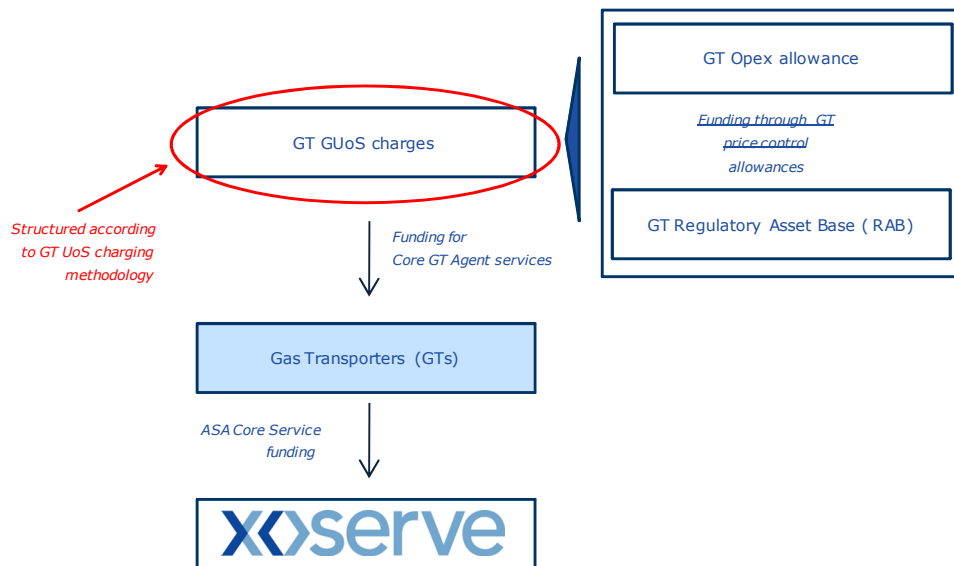 GT Opex allowance
GT GUoS charges
Funding through GT
price control
allowances
GT Regulatory Asset Base ( RAB)
Structured according
to GT UoS charging
methodology
Funding for
Core GT Agent services
Gas Transporters (GTs)
ASA Core Service
funding
xoserve